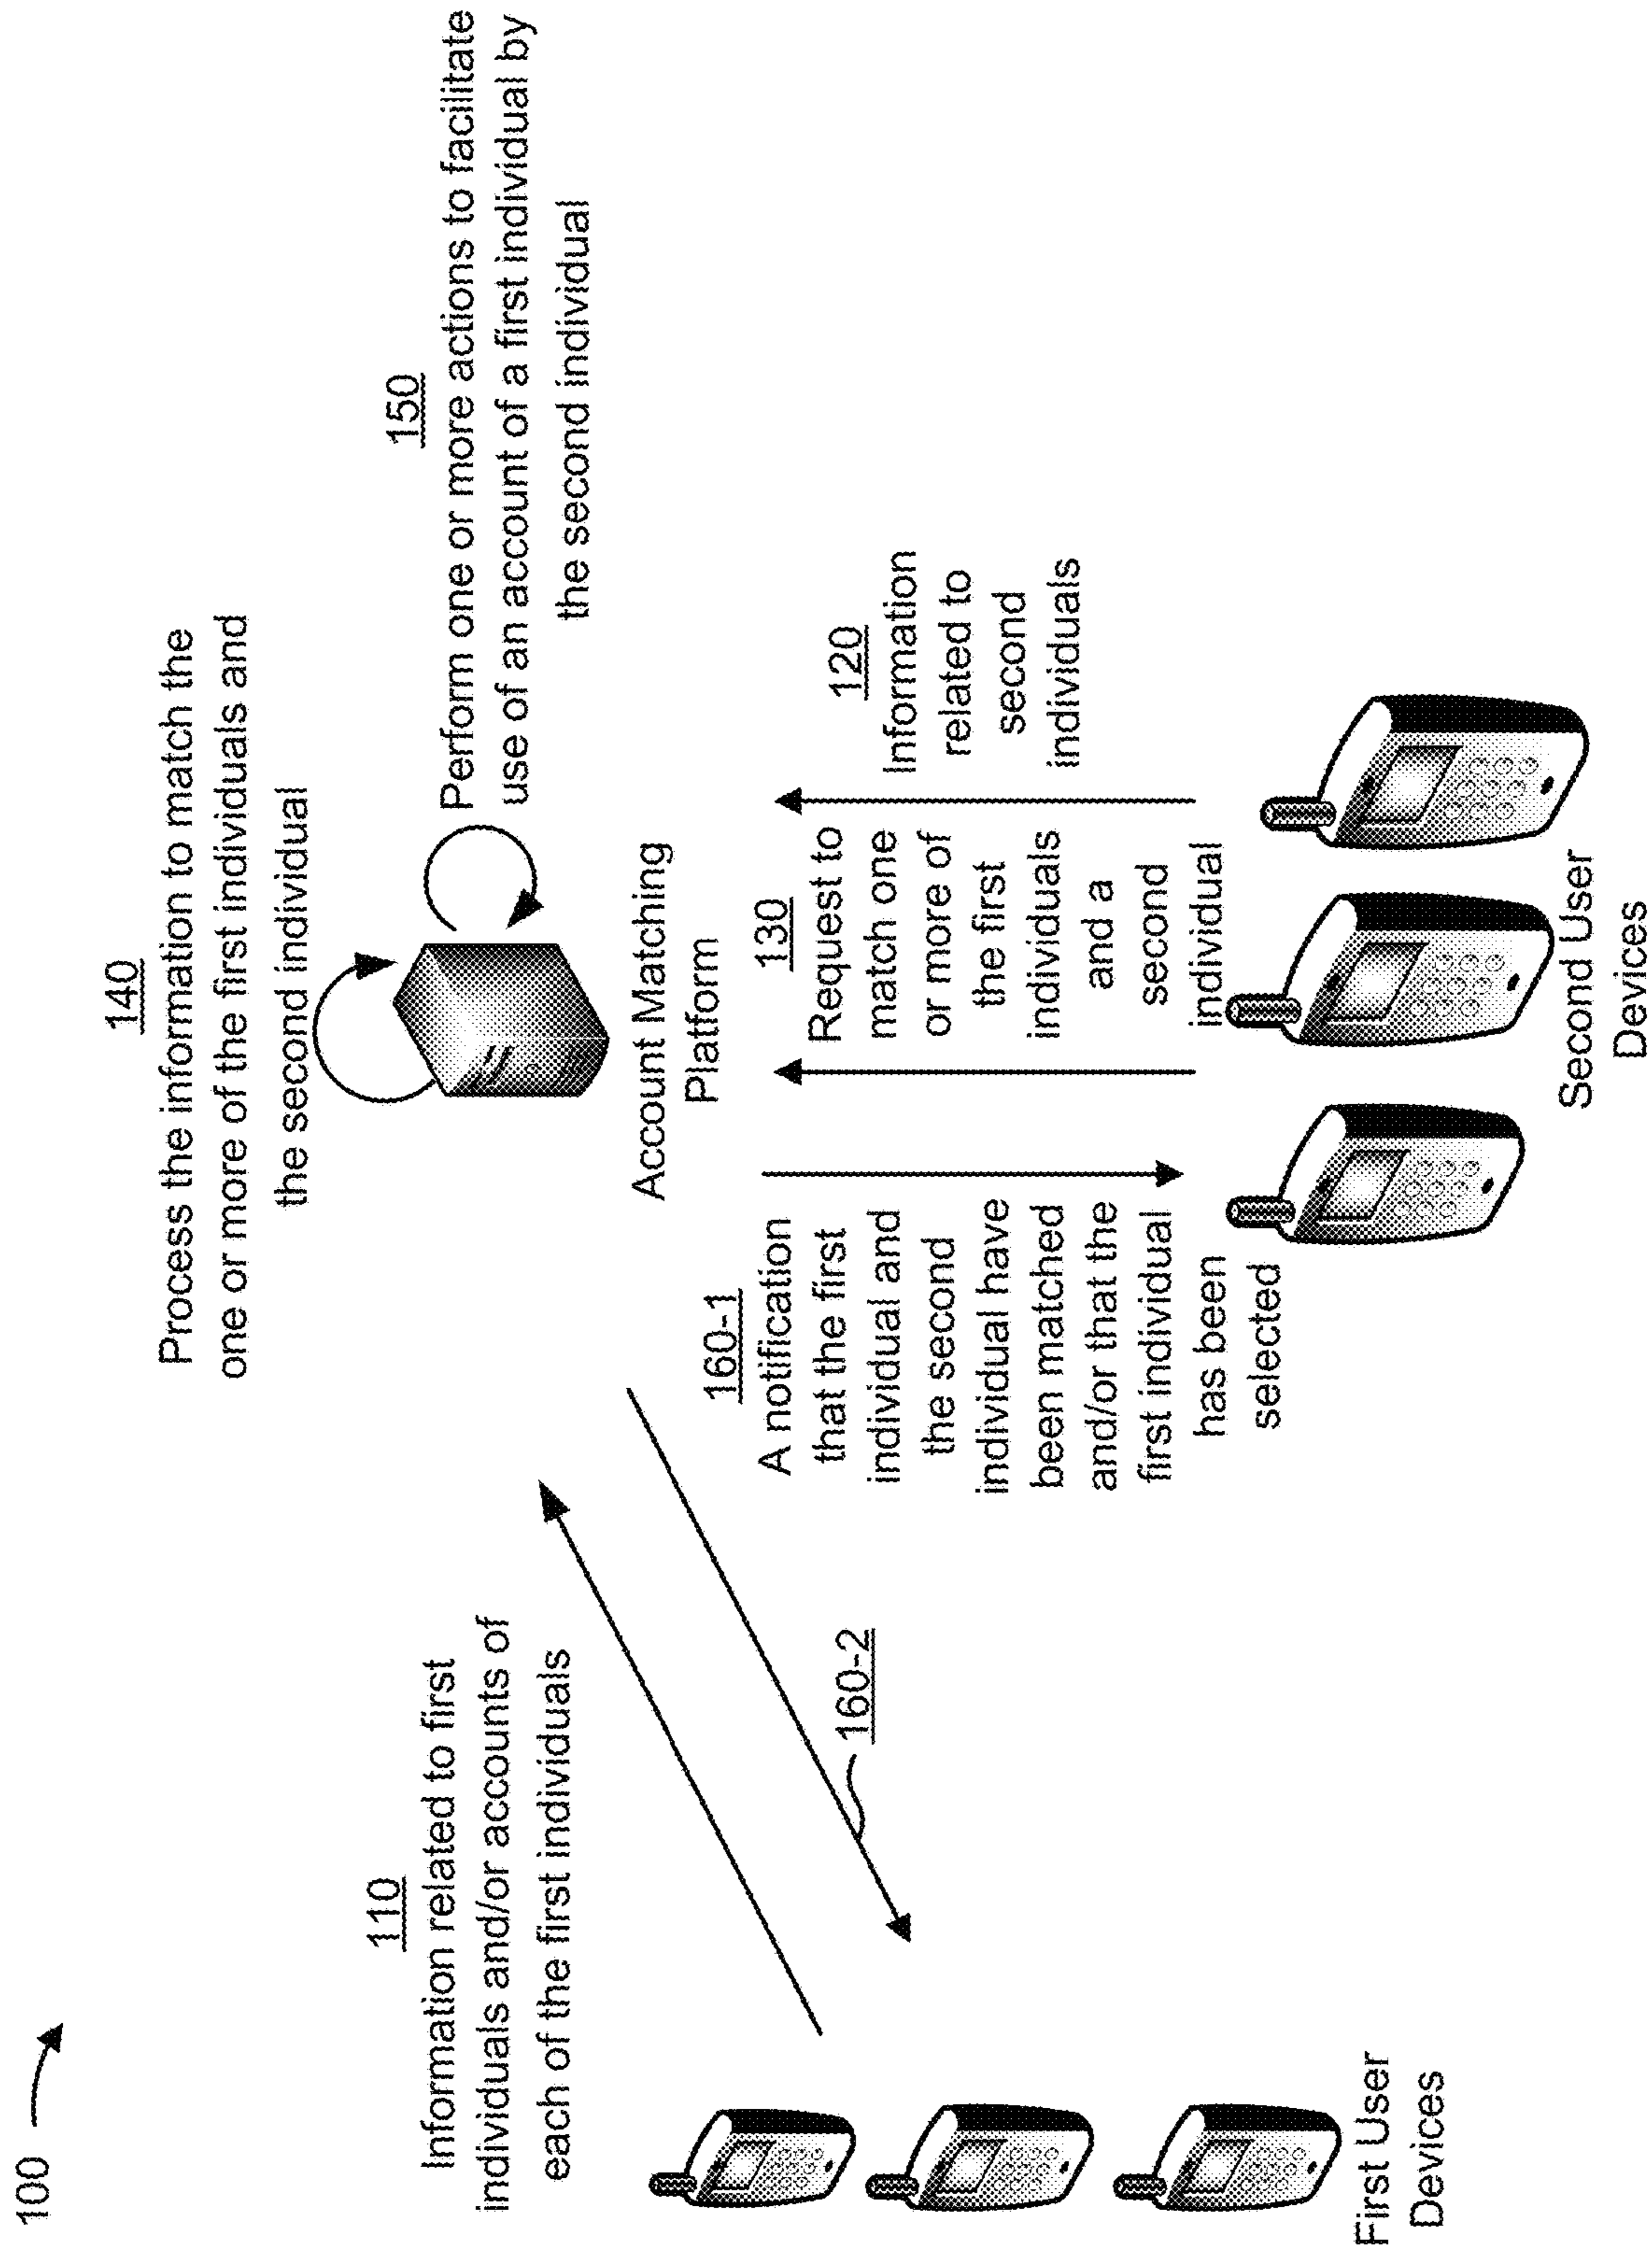 100
140
Process the information to match the
one or more of the first individuals and
the second individual
150
Perform one or more actions to facilitate
use of an account of a first individual by
the second individual
110
Information related to first
individuals and/or accounts of
each of the first individuals
Account Matching
Platform
160-1
A notification
that the first
individual and
the second
individual have
been matched
and/or that the
first individual
has been
selected
130
Request to
match one
or more of
the first
individuals
and a
second
individual
120
Information
related to
second
individuals
160-2
First User
Devices
Second User
Devices